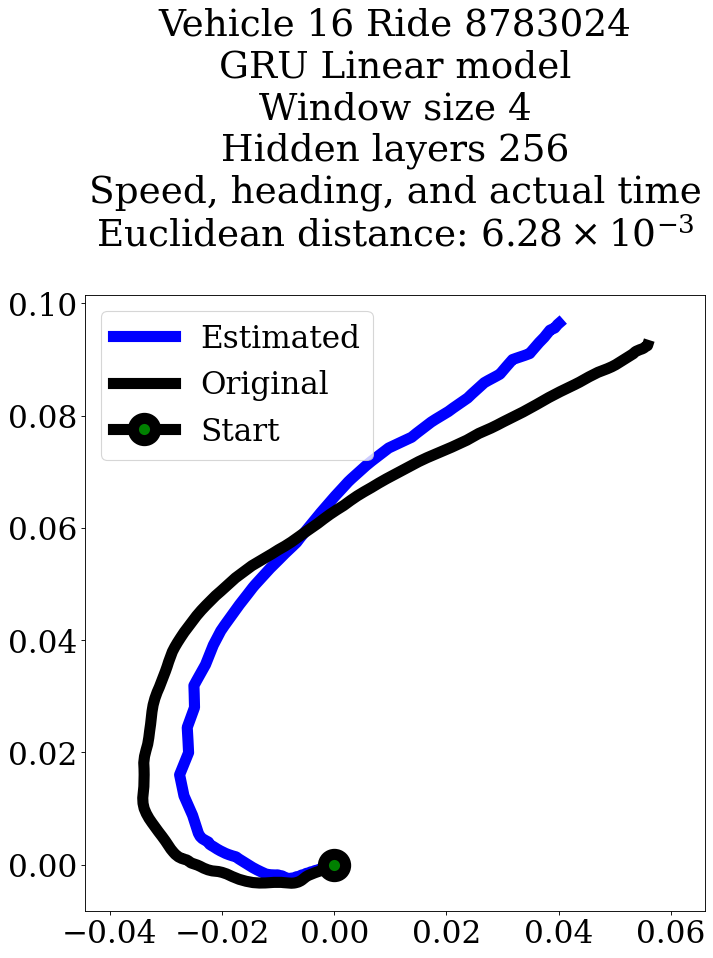 Vehicle 16 Ride 8783024
GRU Linear model
Window size 4
Hidden layers 256
Speed, heading, and actual time
Euclidean distance: 6.28 × 10⁻³
Estimated
Original
Start
0.10
0.08
0.06
0.04
0.02
0.00
−0.04 −0.02 0.00 0.02 0.04 0.06